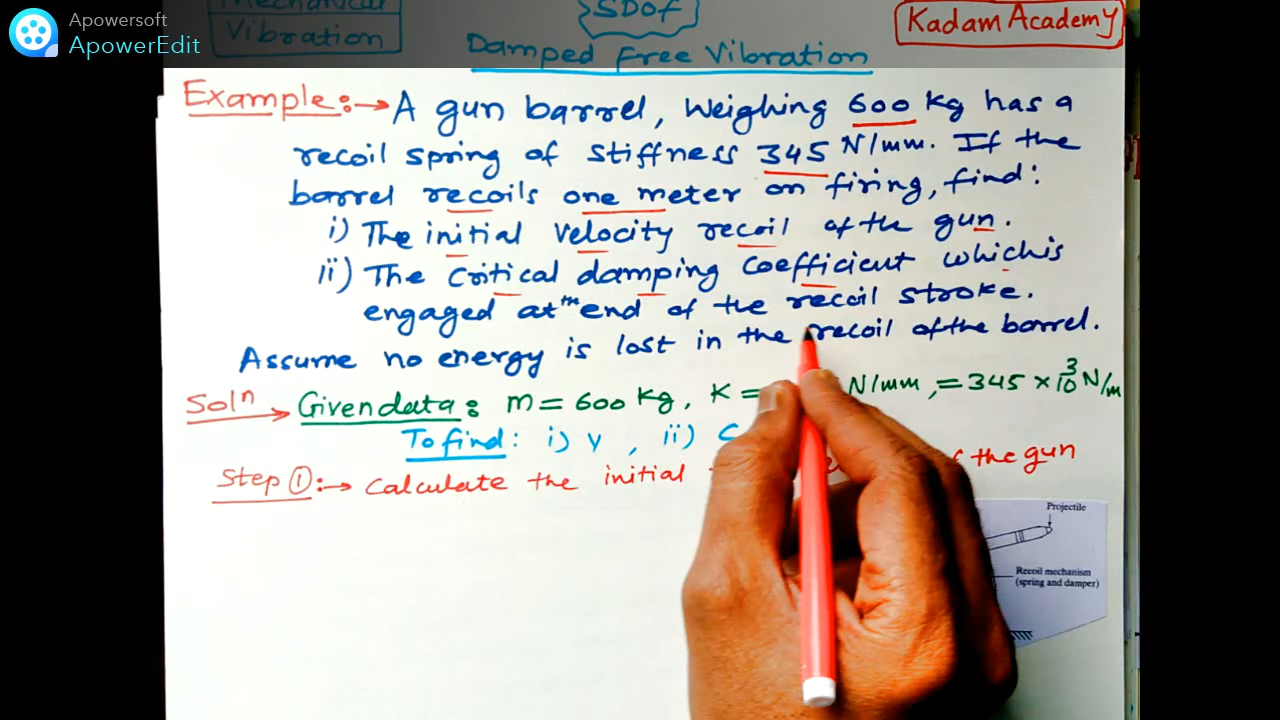 Apowersoft
ApowerEdit
Mechanical
Vibration
SDOF
Damped Free Vibration
Kadam Academy
Example:→ A gun barrel, weighing 600 kg has a
recoil spring of stiffness 345 N/mm. If the
barrel recoils one meter on firing, find:
i) The initial velocity recoil of the gun.
ii) The critical damping coefficient which is
engaged at the end of the recoil stroke.
Assume no energy is lost in the recoil of the barrel.
Solⁿ → Given data: m = 600 kg, K = N/mm, = 345 × 10³ N/m
To find: i) V, ii) C
Step ①:→ Calculate the initial of the gun
Projectile
Recoil mechanism
(spring and damper)